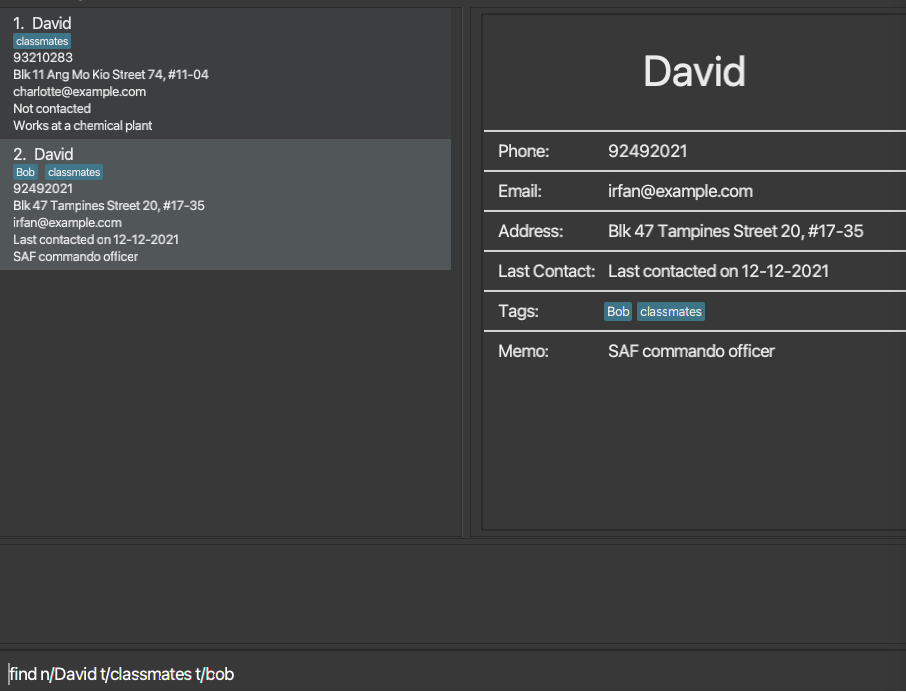 1. David
classmates
93210283
Blk 11 Ang Mo Kio Street 74, #11-04
charlotte@example.com
Not contacted
Works at a chemical plant
2. David
Bob classmates
92492021
Blk 47 Tampines Street 20, #17-35
irfan@example.com
Last contacted on 12-12-2021
SAF commando officer
David
Phone: 92492021
Email: irfan@example.com
Address: Blk 47 Tampines Street 20, #17-35
Last Contact: Last contacted on 12-12-2021
Tags: Bob classmates
Memo: SAF commando officer
find n/David t/classmates t/bob